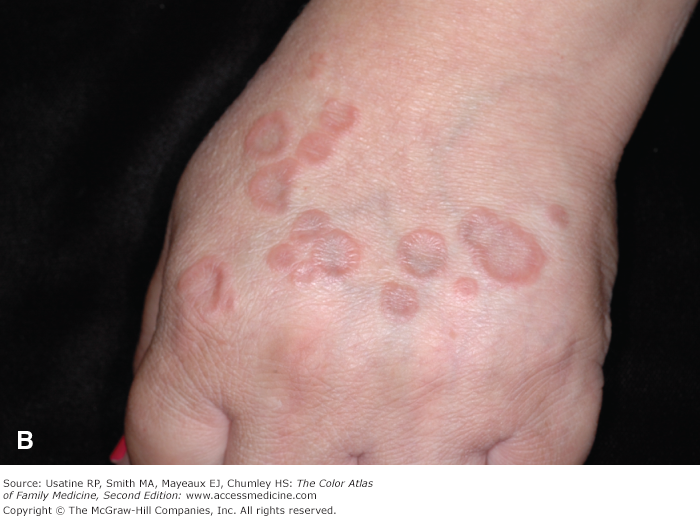 B
Source: Usatine RP, Smith MA, Mayeaux EJ, Chumley HS: The Color Atlas
of Family Medicine, Second Edition: www.accessmedicine.com
Copyright © The McGraw-Hill Companies, Inc. All rights reserved.